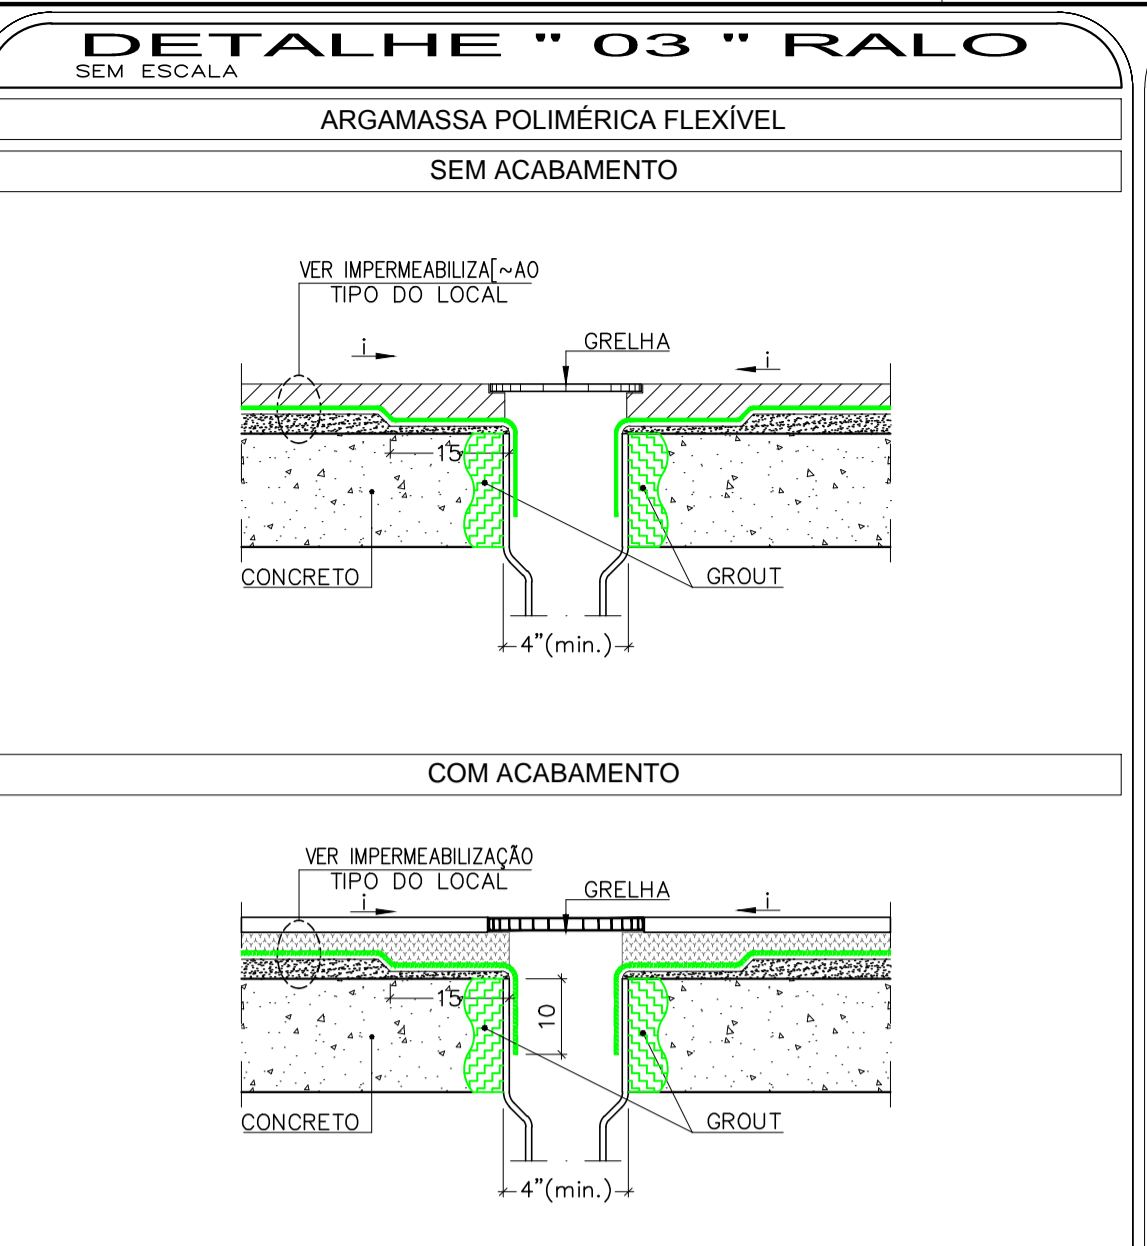 DETALHE " 03 " RALO
SEM ESCALA
ARGAMASSA POLIMÉRICA FLEXÍVEL
SEM ACABAMENTO
VER IMPERMEABILIZA[~AO
TIPO DO LOCAL
i
GRELHA
i
15
CONCRETO
GROUT
4"(min.)
COM ACABAMENTO
VER IMPERMEABILIZAÇÃO
TIPO DO LOCAL
i
GRELHA
i
15
10
CONCRETO
GROUT
4"(min.)